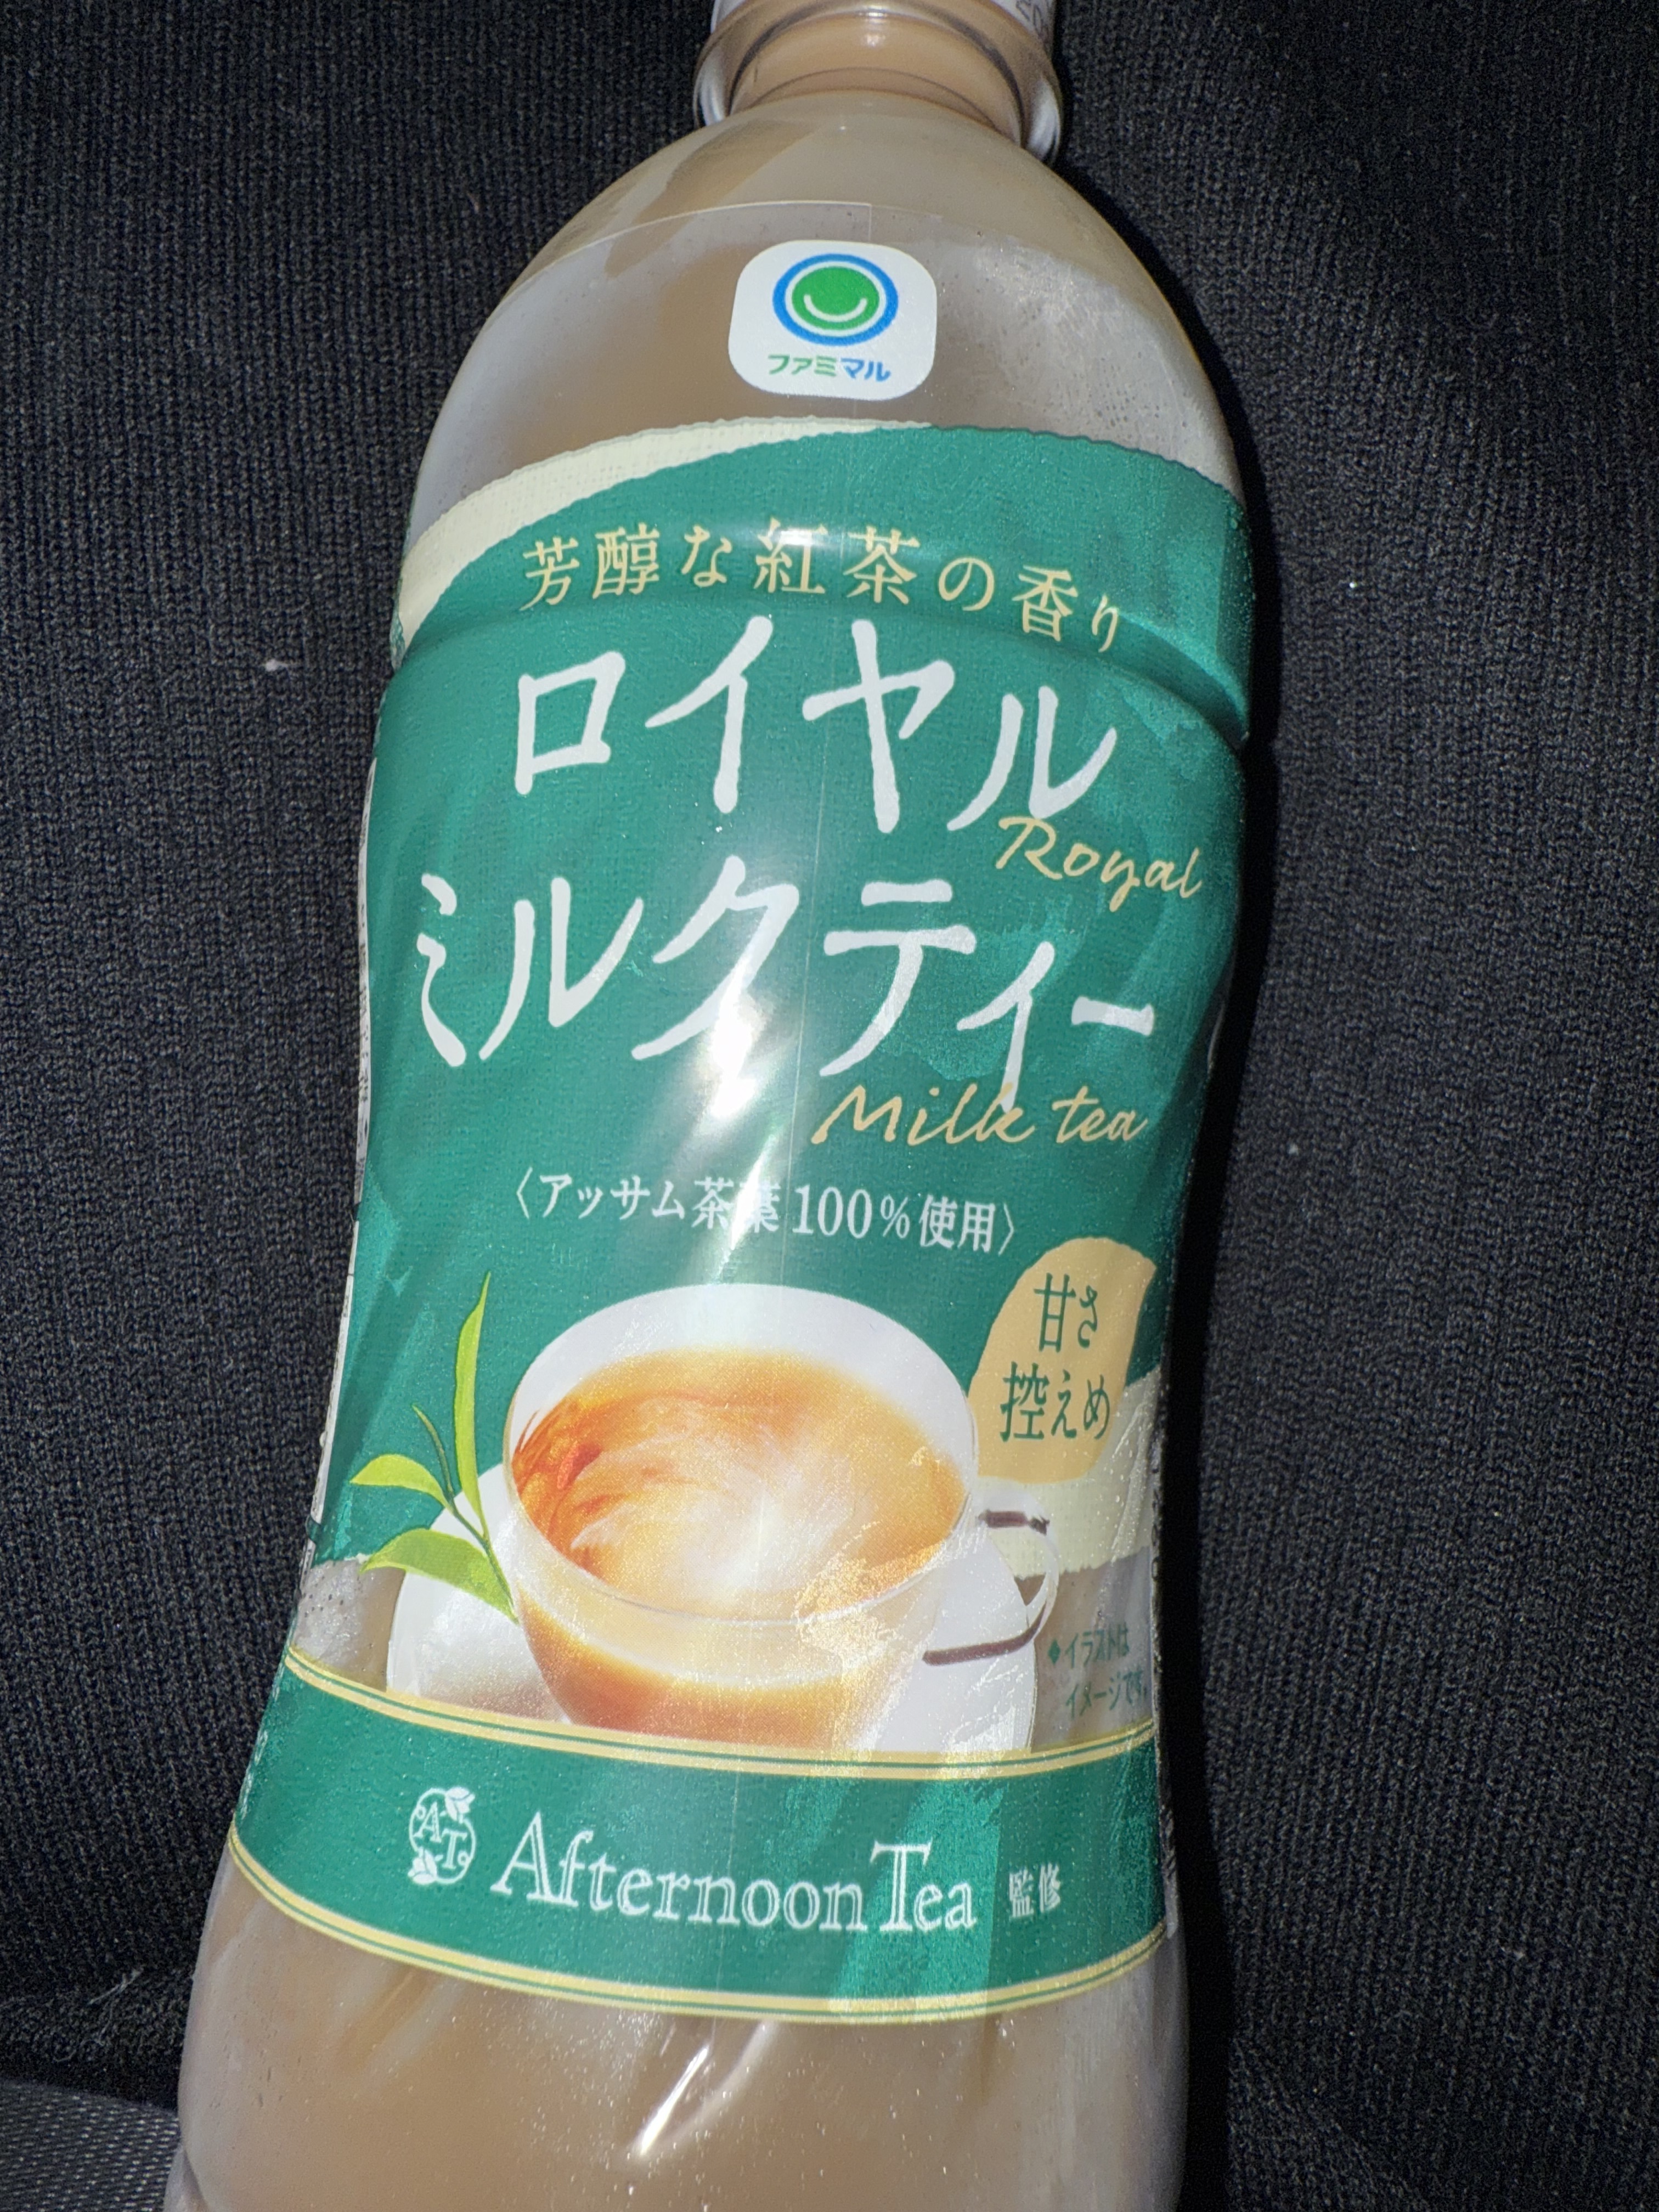 ファミマル
芳醇な紅茶の香り
ロイヤル
Royal
ミルクティー
Milk tea
〈アッサム茶葉100%使用〉
甘さ
控えめ
◆イラストは
イメージです。
AT
Afternoon Tea 監修